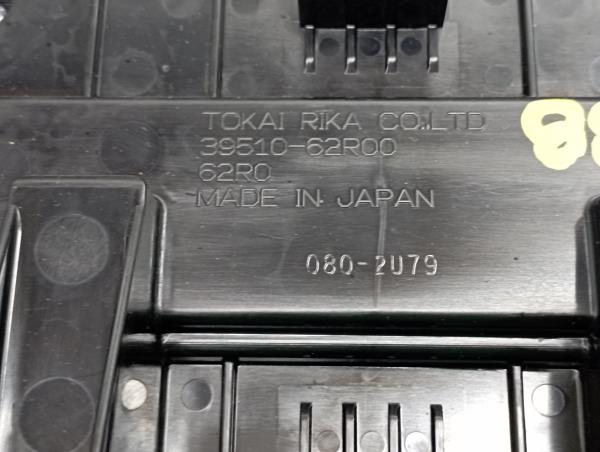 TOKAI RIKA CO.,LTD
39510-62R00
62R0
MADE IN JAPAN
080-2U79